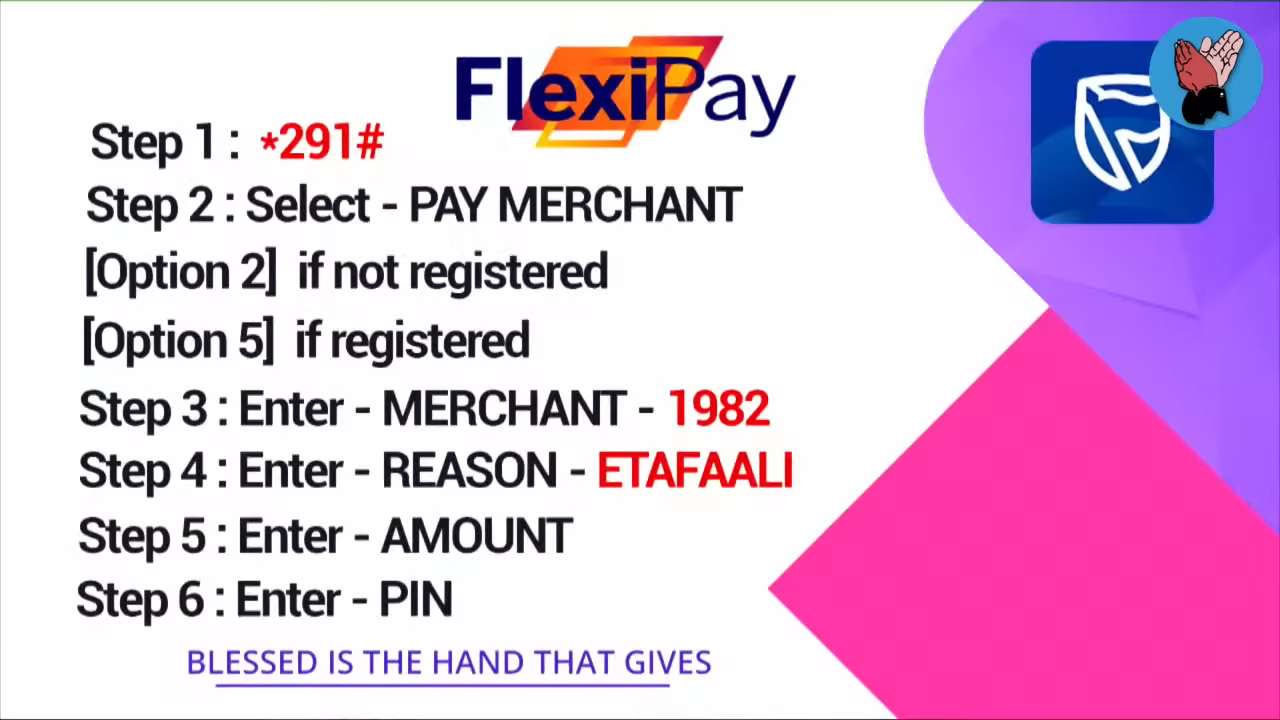 FlexiPay
Step 1 : *291#
Step 2 : Select - PAY MERCHANT
[Option 2] if not registered
[Option 5] if registered
Step 3 : Enter - MERCHANT - 1982
Step 4 : Enter - REASON - ETAFAALI
Step 5 : Enter - AMOUNT
Step 6 : Enter - PIN
BLESSED IS THE HAND THAT GIVES